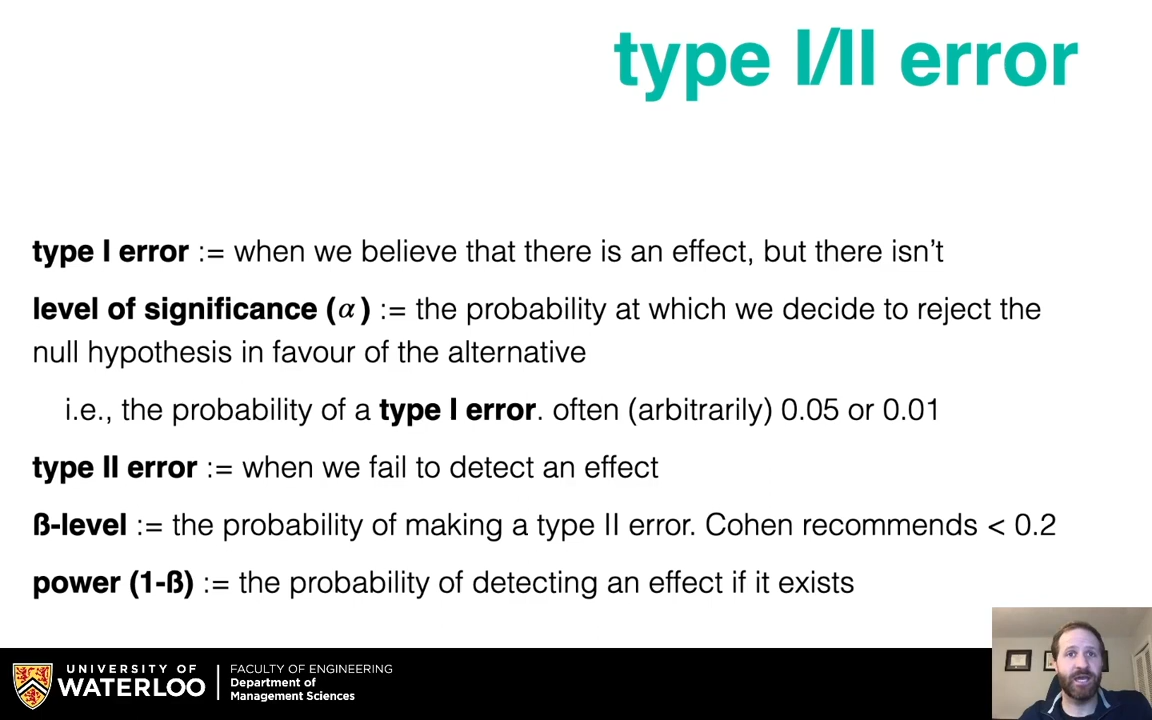 type I/II error
type I error := when we believe that there is an effect, but there isn’t
level of significance (α) := the probability at which we decide to reject the
null hypothesis in favour of the alternative
i.e., the probability of a type I error. often (arbitrarily) 0.05 or 0.01
type II error := when we fail to detect an effect
ß-level := the probability of making a type II error. Cohen recommends < 0.2
power (1-ß) := the probability of detecting an effect if it exists
UNIVERSITY OF
WATERLOO
FACULTY OF ENGINEERING
Department of
Management Sciences